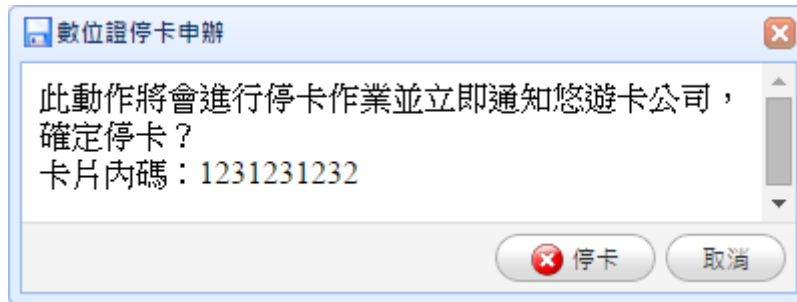 數位證停卡申辦
此動作將會進行停卡作業並立即通知悠遊卡公司，
確定停卡？
卡片內碼：1231231232
停卡
取消